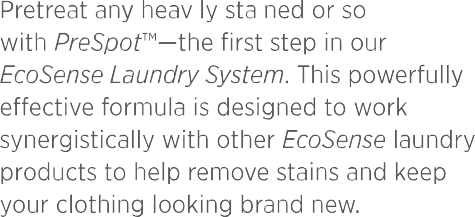 Pretreat any heav ly sta ned or so
with PreSpot™—the first step in our
EcoSense Laundry System. This powerfully
effective formula is designed to work
synergistically with other EcoSense laundry
products to help remove stains and keep
your clothing looking brand new.